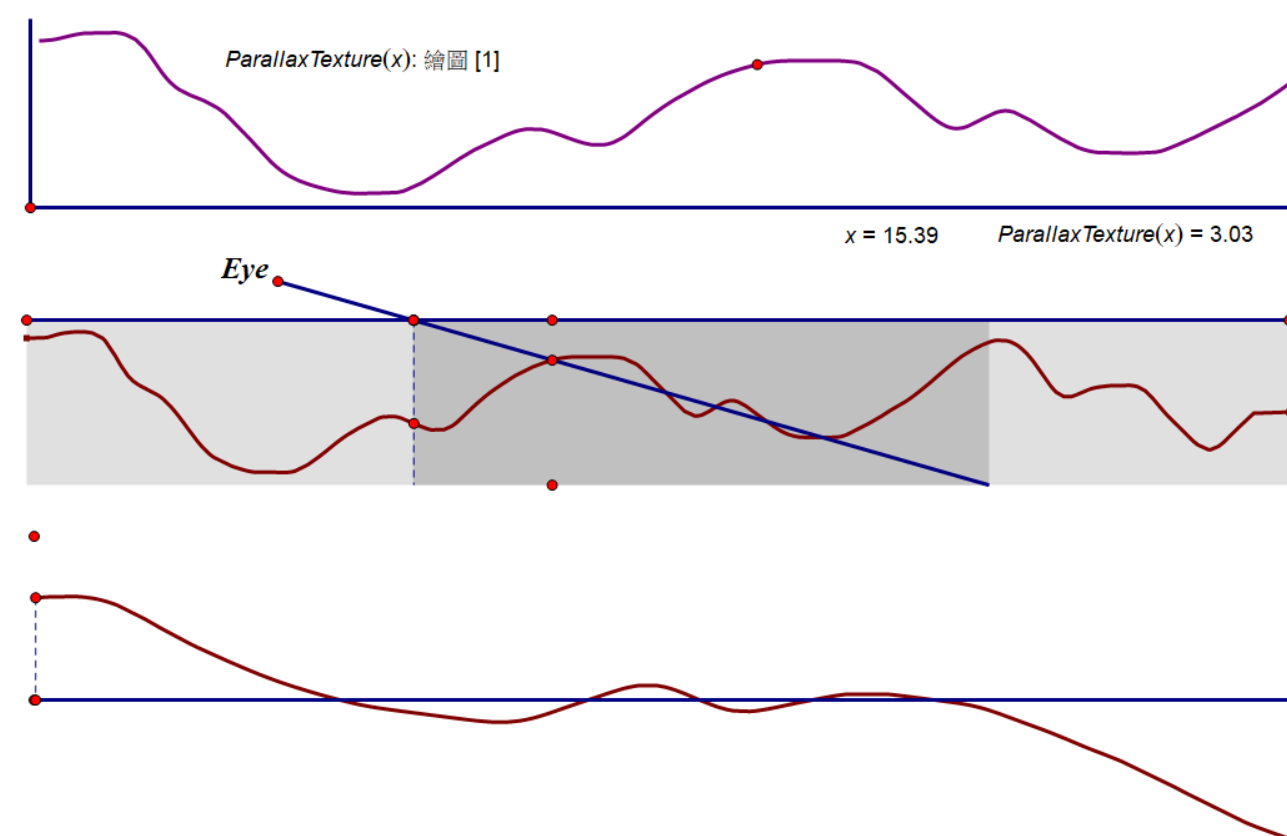 ParallaxTexture(x): 繪圖 [1]
x = 15.39 ParallaxTexture(x) = 3.03
Eye